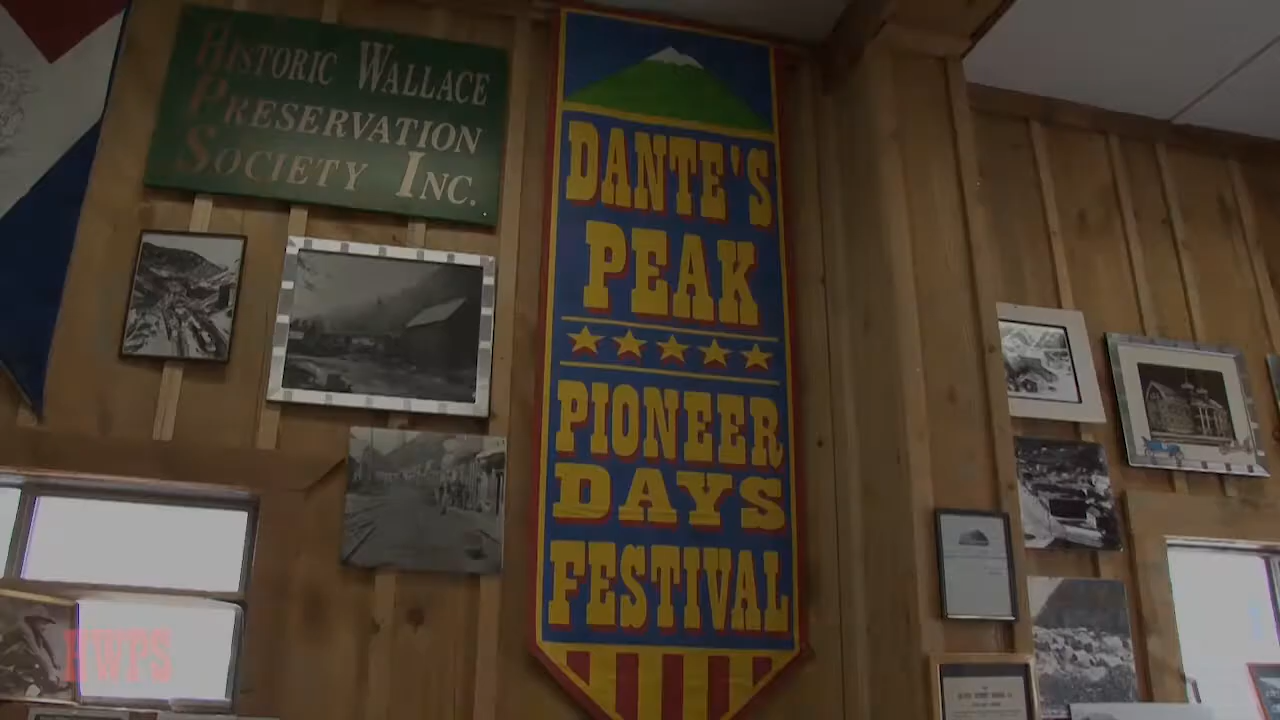 HISTORIC WALLACE
PRESERVATION
SOCIETY INC.
DANTE'S
PEAK
PIONEER
DAYS
FESTIVAL
HWPS